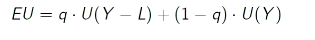 EU = q · U(Y − L) + (1 − q) · U(Y)